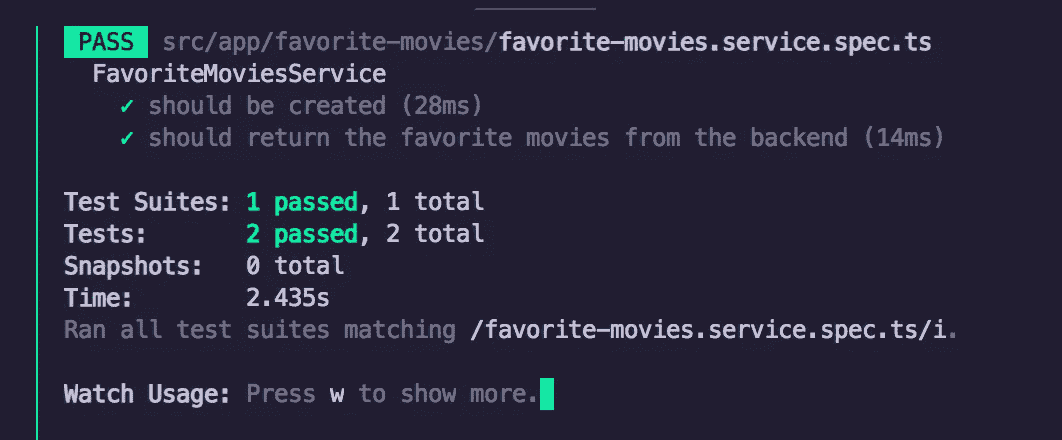 PASS src/app/favorite-movies/favorite-movies.service.spec.ts
FavoriteMoviesService
✓ should be created (28ms)
✓ should return the favorite movies from the backend (14ms)
Test Suites: 1 passed, 1 total
Tests: 2 passed, 2 total
Snapshots: 0 total
Time: 2.435s
Ran all test suites matching /favorite-movies.service.spec.ts/i.
Watch Usage: Press w to show more.